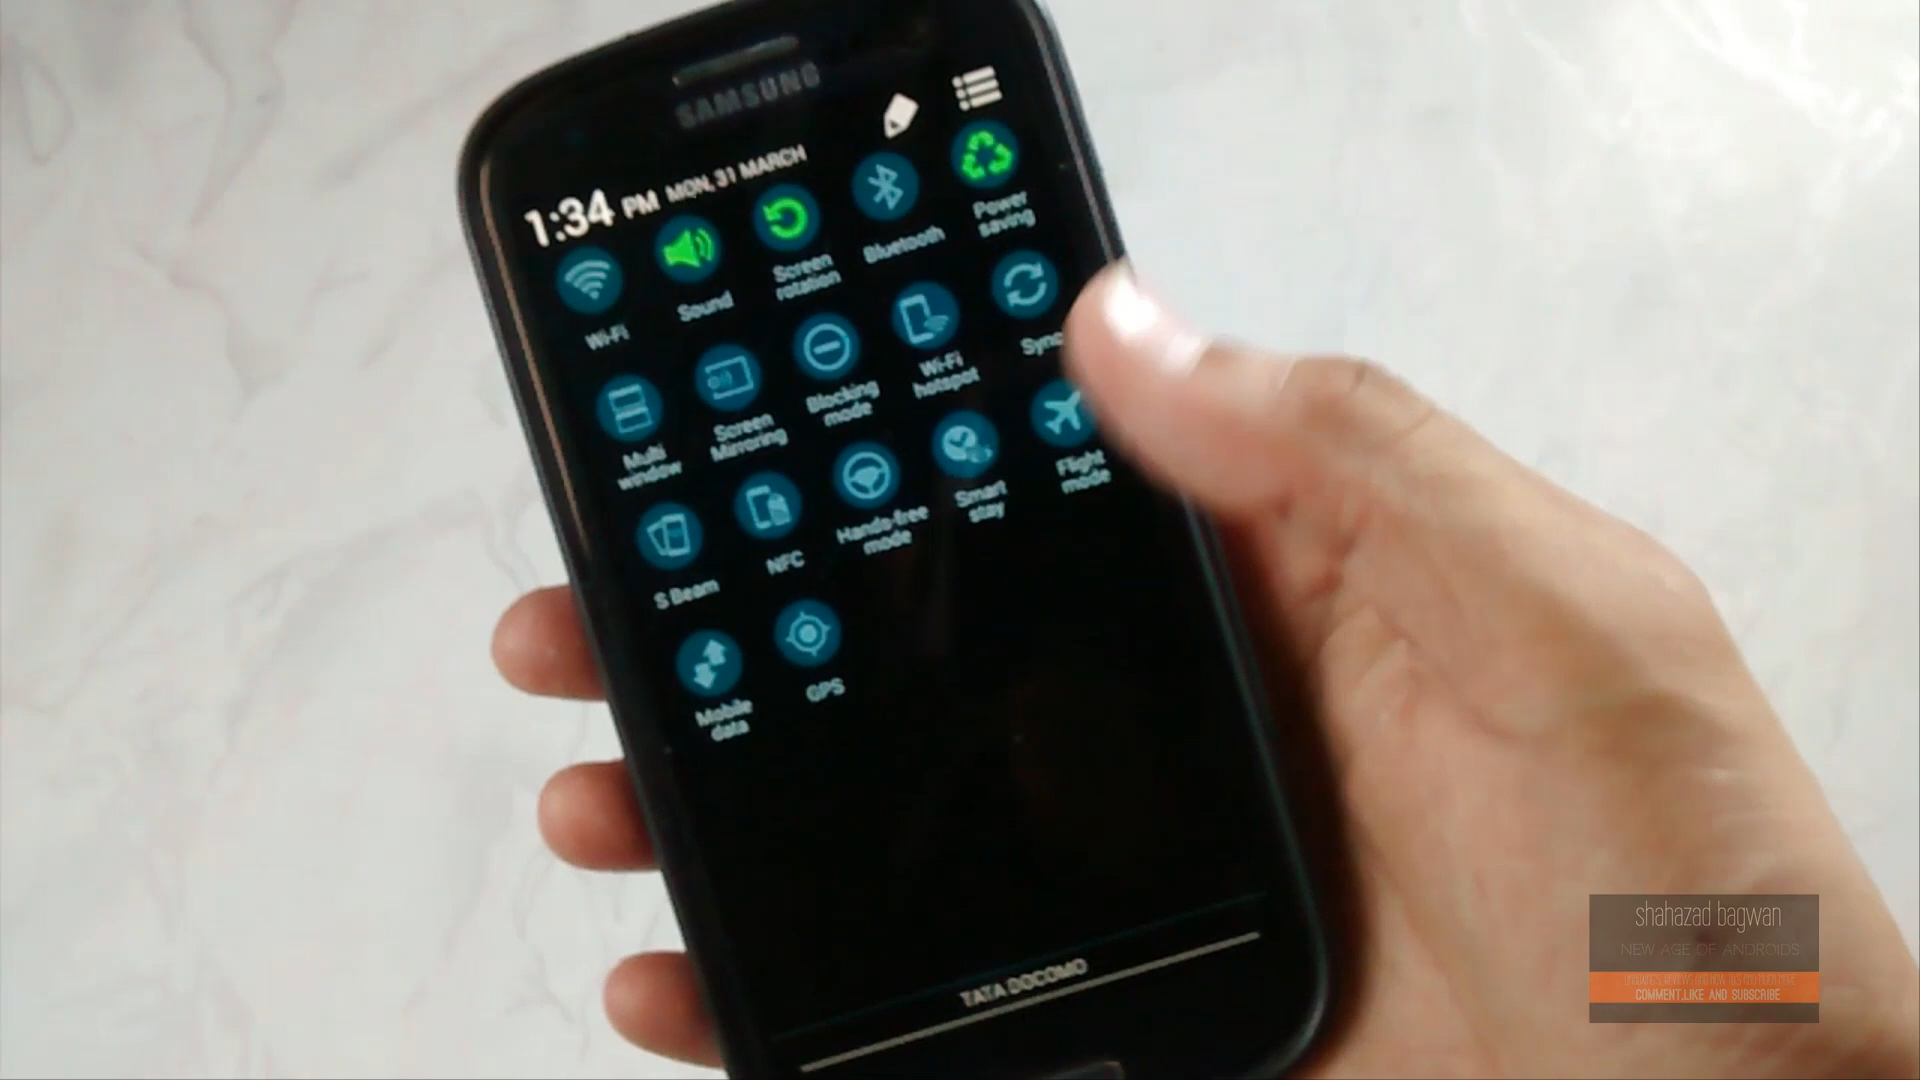 SAMSUNG
1:34 PM MON, 31 MARCH
Wi-Fi
Sound
Screen
rotation
Bluetooth
Power
saving
Multi
window
Screen
Mirroring
Blocking
mode
Wi-Fi
hotspot
Sync
S Beam
NFC
Hands-free
mode
Smart
stay
Flight
mode
Mobile
data
GPS
TATA DOCOMO
shahazad bagwan
NEW AGE OF ANDROIDS
COMMENT,LIKE AND SUBSCRIBE